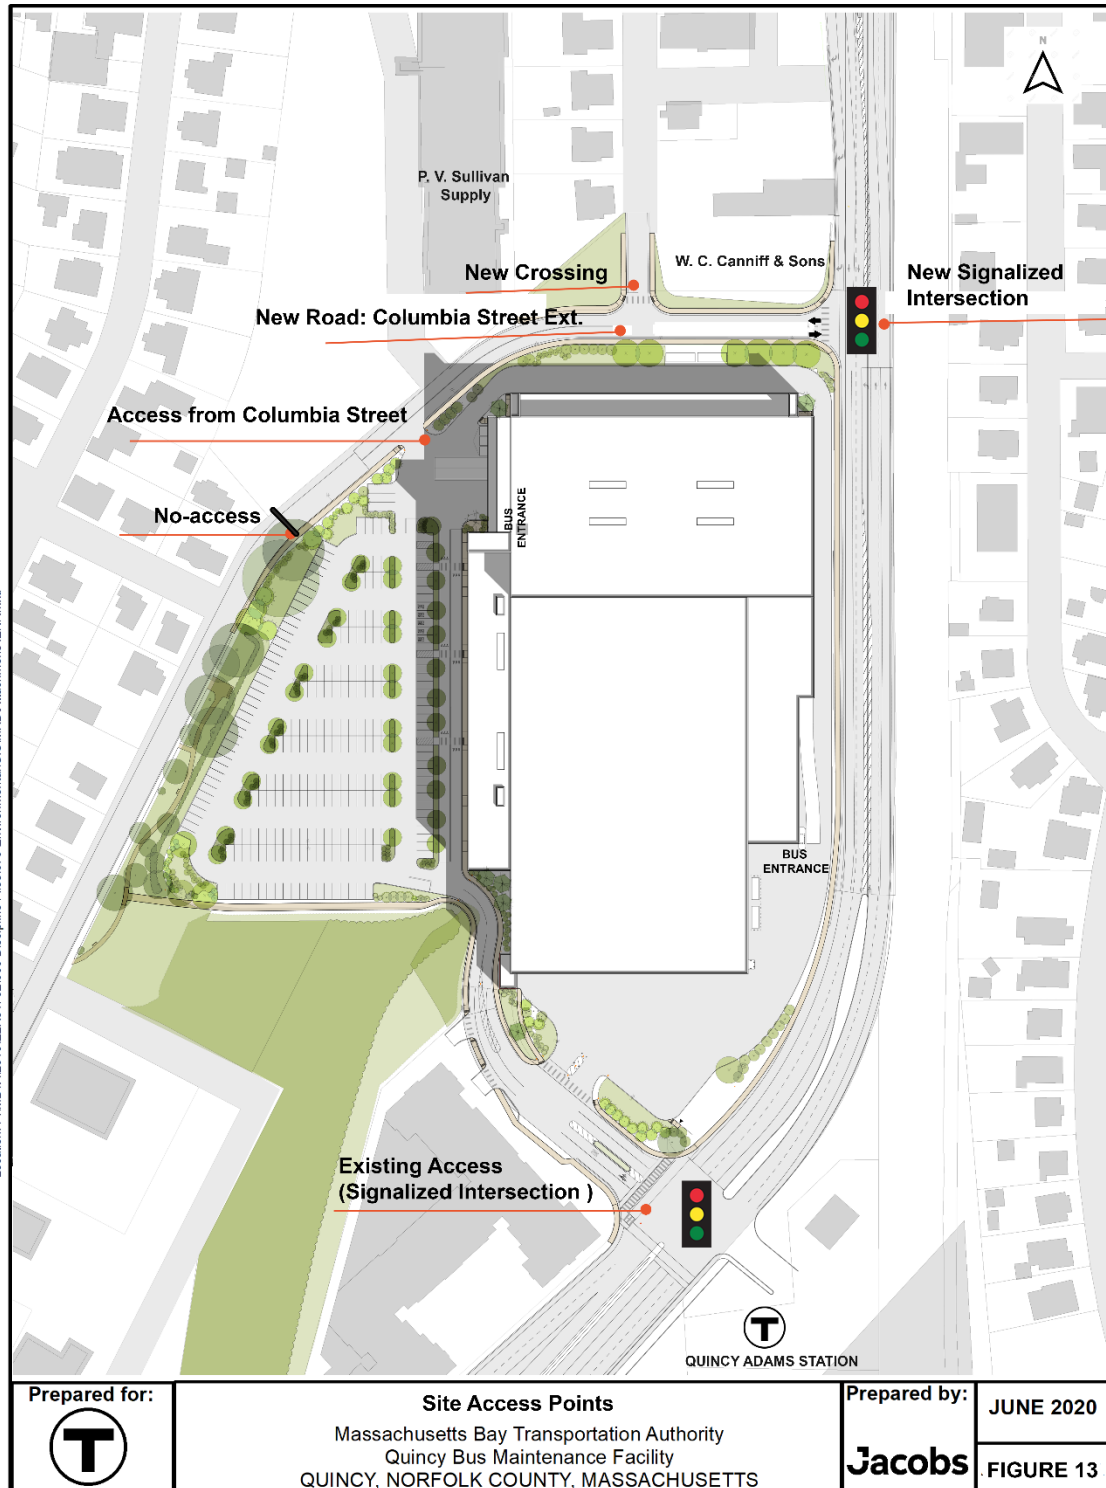 N
P. V. Sullivan
Supply
New Crossing
W. C. Canniff & Sons
New Signalized
Intersection
New Road: Columbia Street Ext.
Access from Columbia Street
No-access
BUS
ENTRANCE
BUS
ENTRANCE
Existing Access
(Signalized Intersection )
T
QUINCY ADAMS STATION
Prepared for:
T
Site Access Points
Massachusetts Bay Transportation Authority
Quincy Bus Maintenance Facility
QUINCY, NORFOLK COUNTY, MASSACHUSETTS
Prepared by:
Jacobs
JUNE 2020
FIGURE 13